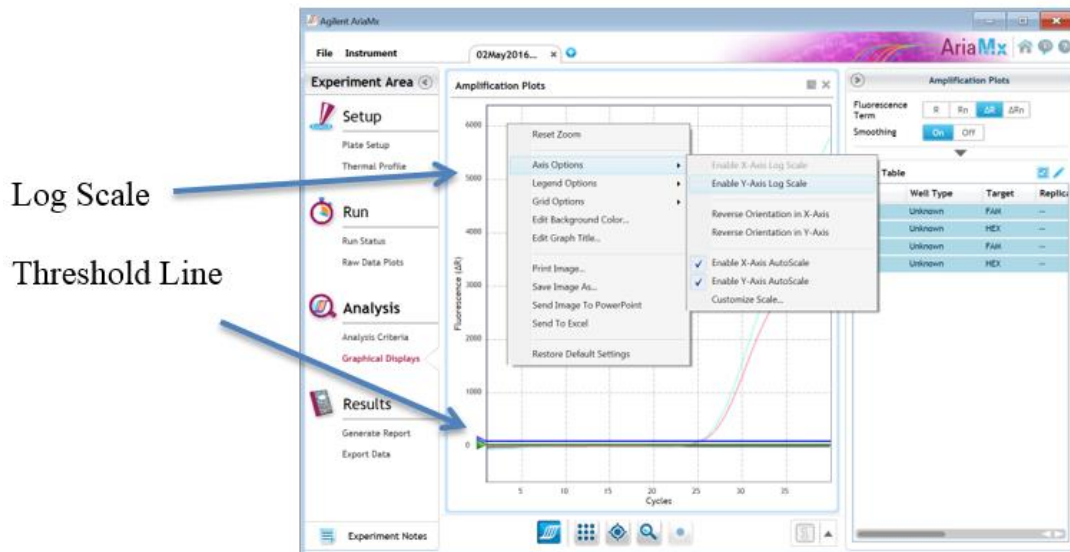 Agilent AriaMx
File Instrument
02May2016...
AriaMx
Experiment Area
Setup
Plate Setup
Thermal Profile
Run
Run Status
Raw Data Plots
Analysis
Analysis Criteria
Graphical Displays
Results
Generate Report
Export Data
Experiment Notes
Log Scale
Threshold Line
Amplification Plots
6000
5000
4000
3000
2000
1000
0
Fluorescence (ΔR)
5 10 15 20 25 30 35
Cycles
Reset Zoom
Axis Options
Legend Options
Grid Options
Edit Background Color...
Edit Graph Title...
Print Image...
Save Image As...
Send Image To PowerPoint
Send To Excel
Restore Default Settings
Enable X-Axis Log Scale
Enable Y-Axis Log Scale
Reverse Orientation in X-Axis
Reverse Orientation in Y-Axis
Enable X-Axis AutoScale
Enable Y-Axis AutoScale
Customize Scale...
Amplification Plots
Fluorescence
Term
R Rn ΔR ΔRn
Smoothing
On Off
Table
Well Type Target Replica
Unknown FAM --
Unknown HEX --
Unknown FAM --
Unknown HEX --